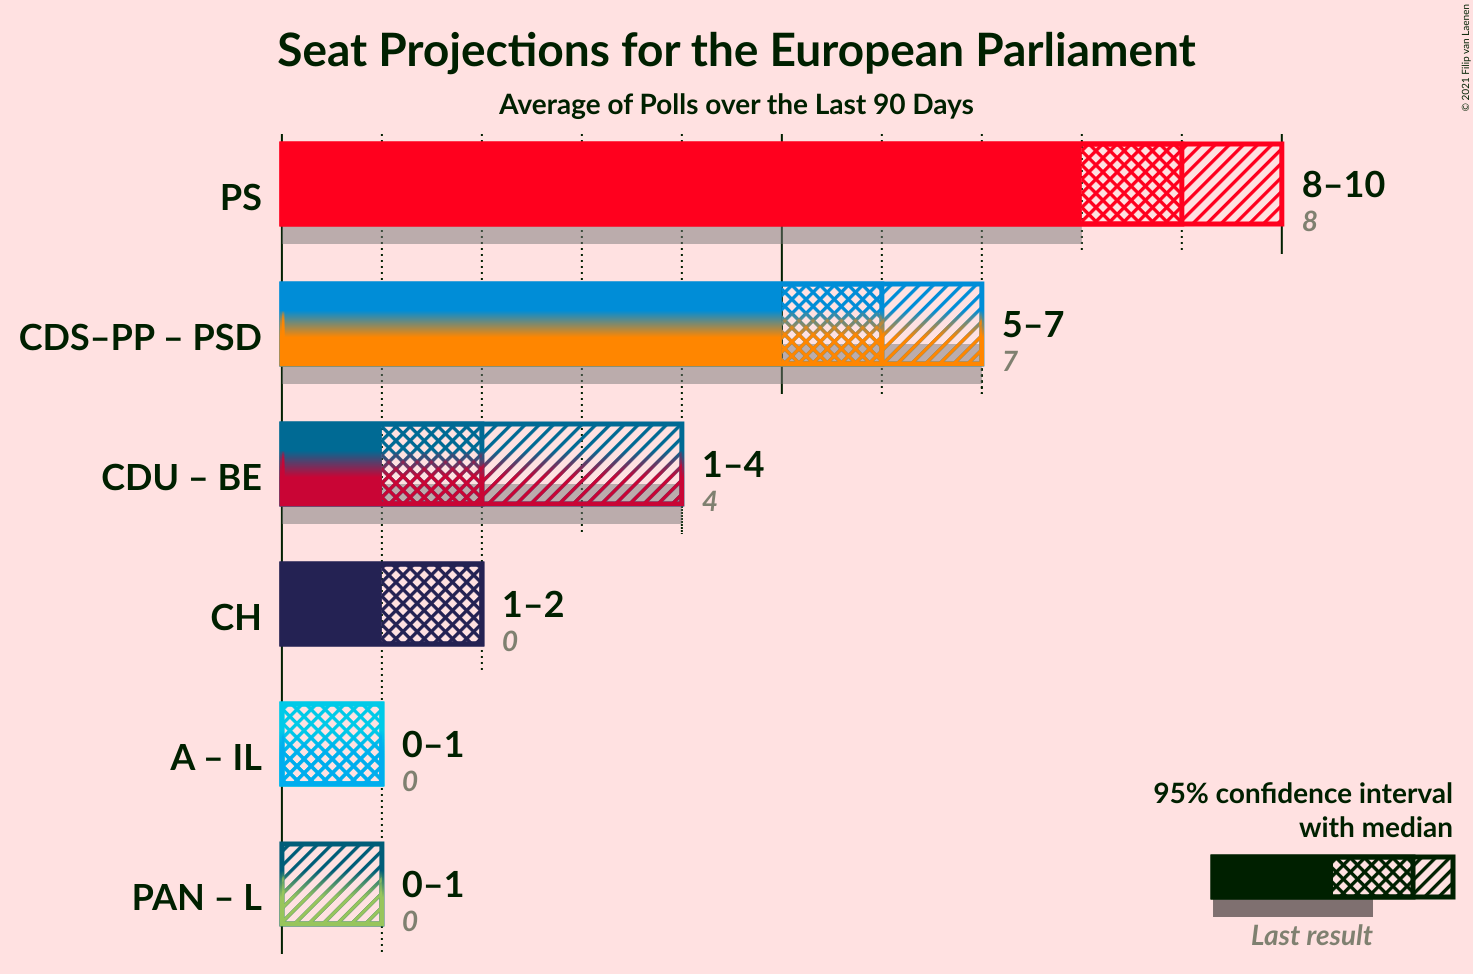 Seat Projections for the European Parliament
Average of Polls over the Last 90 Days
© 2021 Filip van Laenen
PS
8–10
8
CDS–PP – PSD
5–7
7
CDU – BE
1–4
4
CH
1–2
0
A – IL
0–1
0
PAN – L
0–1
0
95% confidence interval
with median
Last result